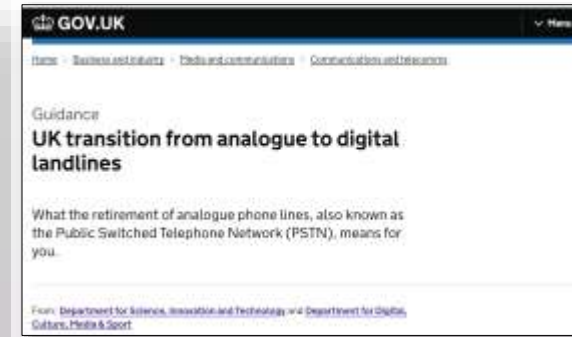 GOV.UK
Menu
Home > Business and industry > Media and communications > Communications and telecomms
Guidance
UK transition from analogue to digital
landlines
What the retirement of analogue phone lines, also known as
the Public Switched Telephone Network (PSTN), means for
you.
From: Department for Science, Innovation and Technology and Department for Digital,
Culture, Media & Sport